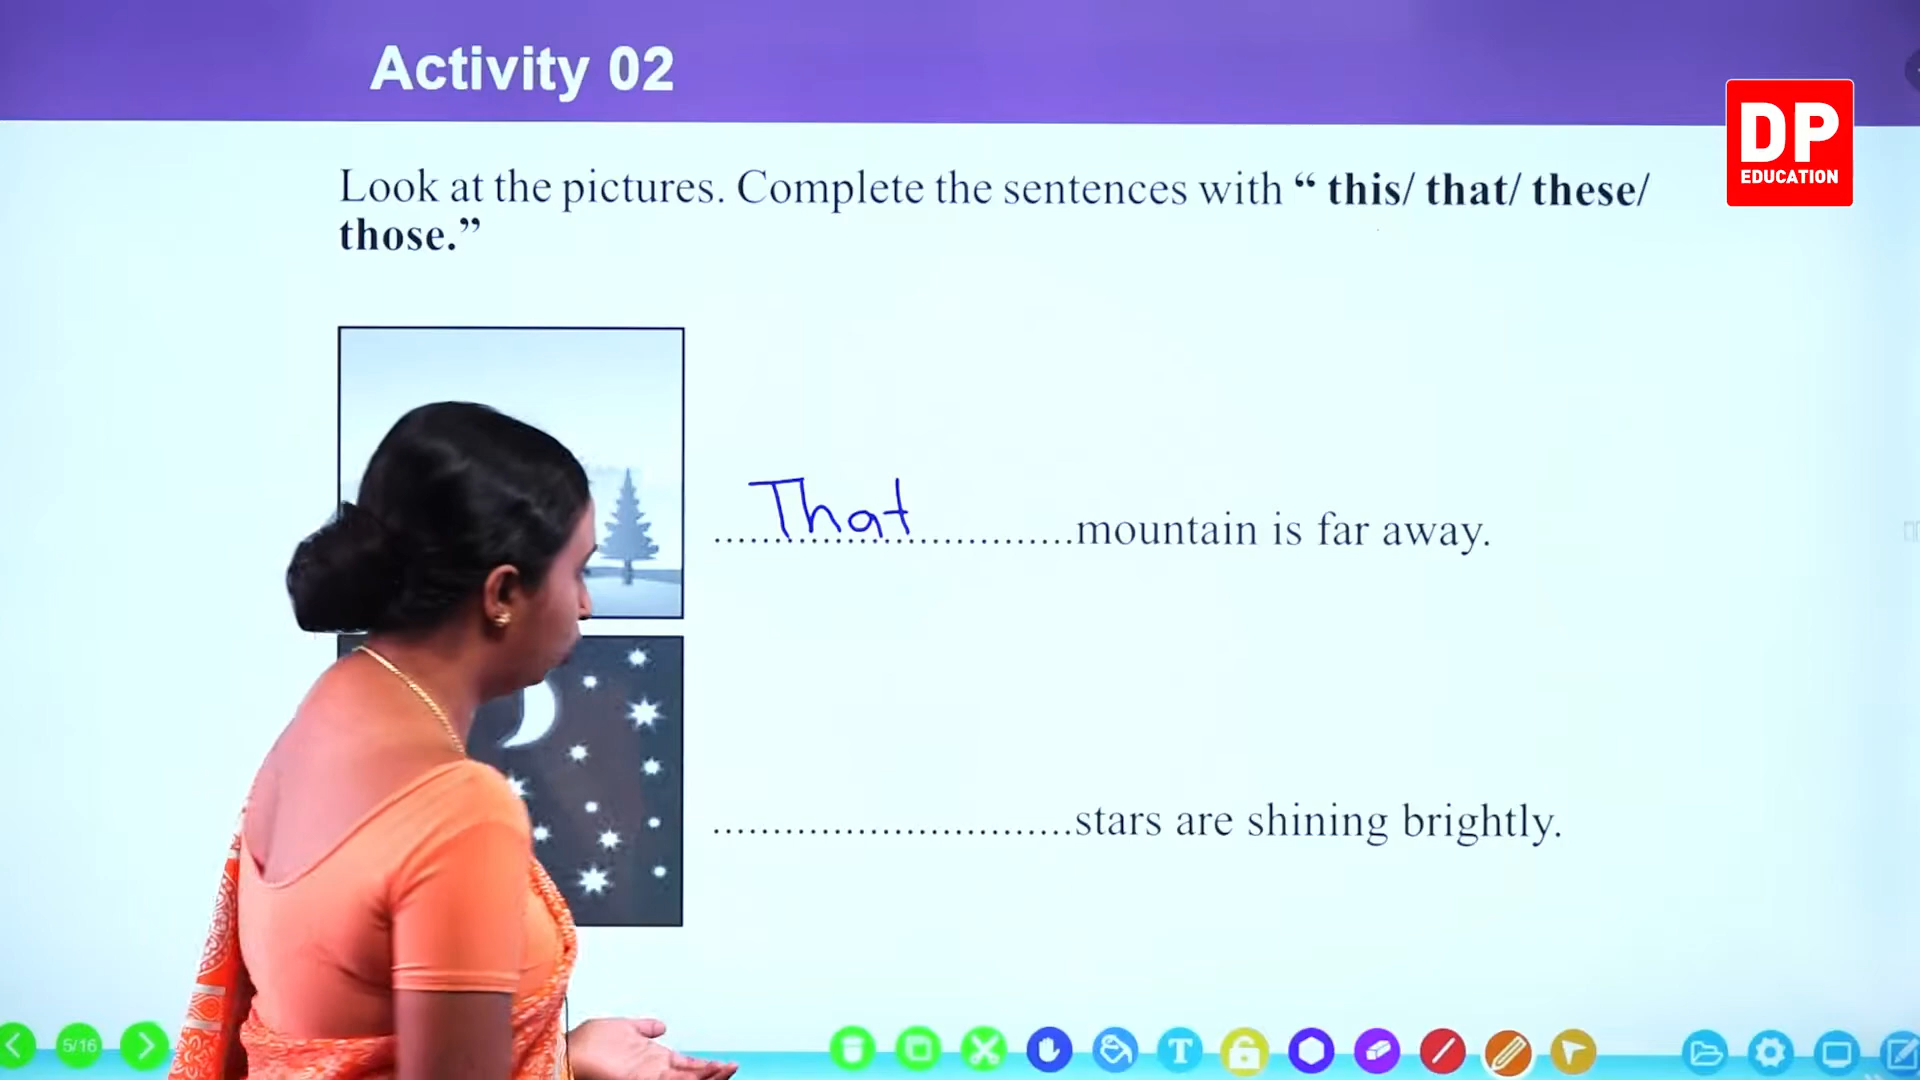 Activity 02
DP
EDUCATION
Look at the pictures. Complete the sentences with “ this/ that/ these/
those.”
That
..............................mountain is far away.
..............................stars are shining brightly.
5/16
T